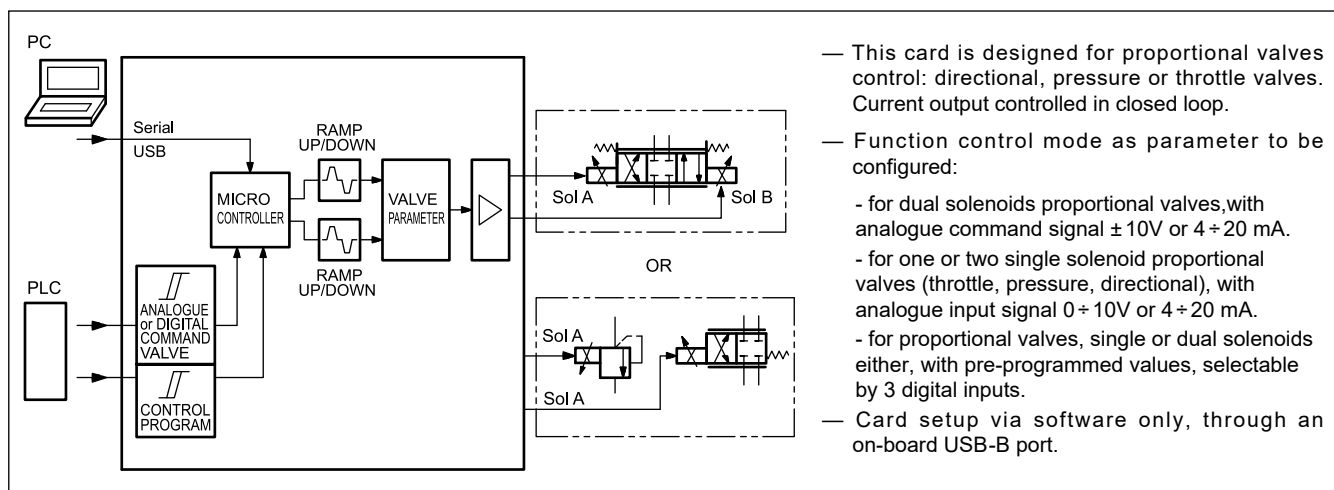 PC
Serial
USB
RAMP
UP/DOWN
MICRO
CONTROLLER
VALVE
PARAMETER
RAMP
UP/DOWN
PLC
ANALOGUE
or DIGITAL
COMMAND
VALVE
CONTROL
PROGRAM
Sol A
Sol B
OR
Sol A
Sol A
— This card is designed for proportional valves
control: directional, pressure or throttle valves.
Current output controlled in closed loop.
— Function control mode as parameter to be
configured:
- for dual solenoids proportional valves,with
analogue command signal ± 10V or 4 ÷ 20 mA.
- for one or two single solenoid proportional
valves (throttle, pressure, directional), with
analogue input signal 0 ÷ 10V or 4 ÷ 20 mA.
- for proportional valves, single or dual solenoids
either, with pre-programmed values, selectable
by 3 digital inputs.
— Card setup via software only, through an
on-board USB-B port.